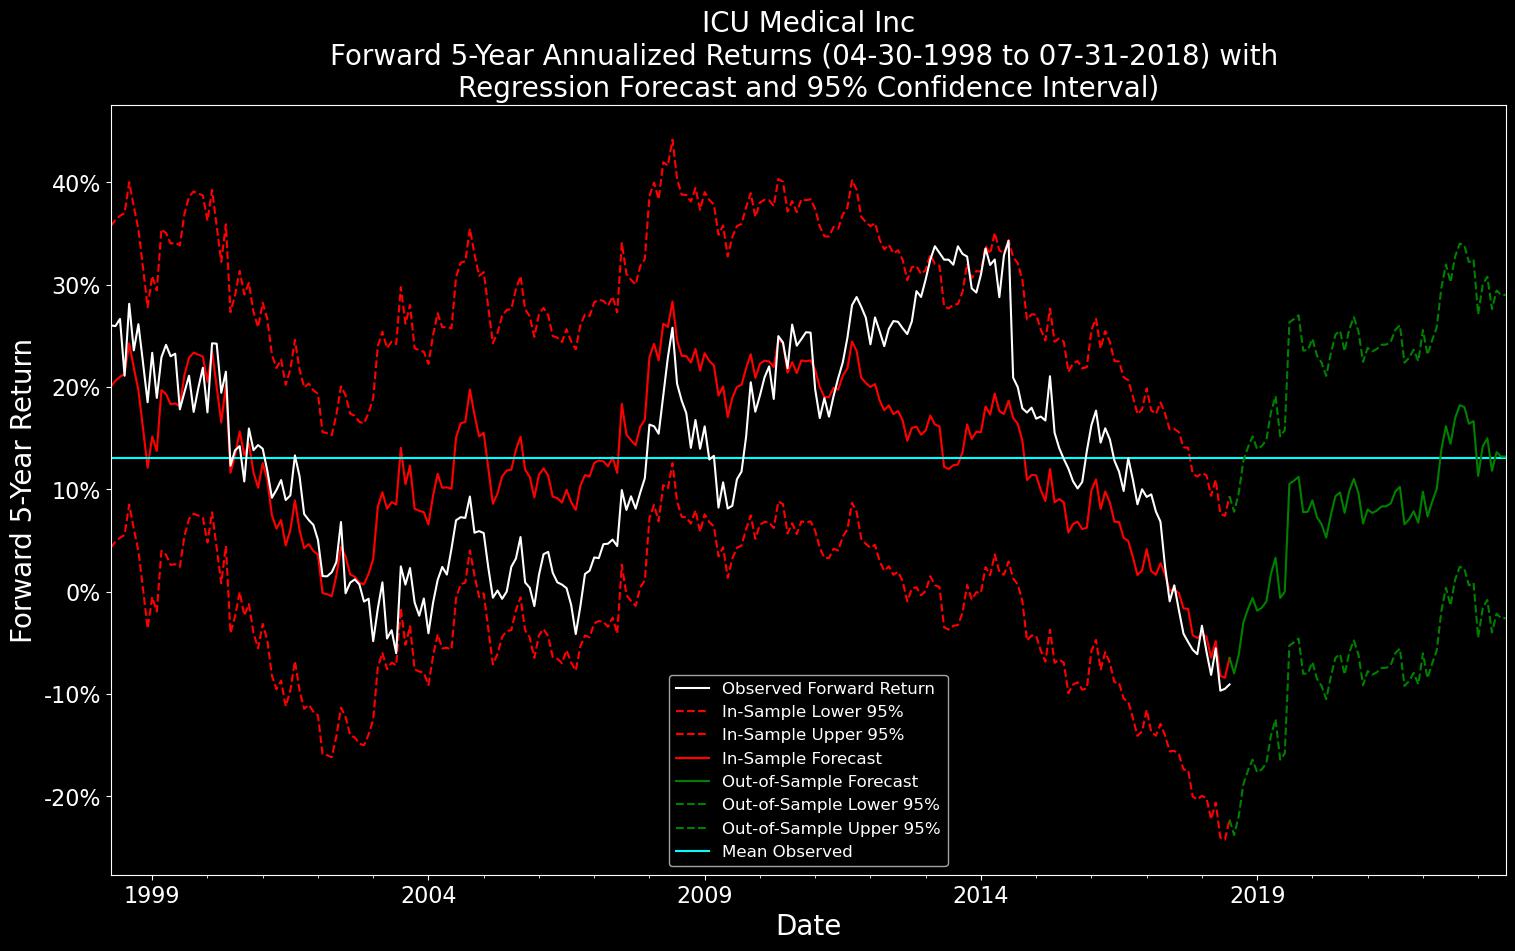 ICU Medical Inc
Forward 5-Year Annualized Returns (04-30-1998 to 07-31-2018) with
Regression Forecast and 95% Confidence Interval)
Forward 5-Year Return
40%
30%
20%
10%
0%
-10%
-20%
Observed Forward Return
In-Sample Lower 95%
In-Sample Upper 95%
In-Sample Forecast
Out-of-Sample Forecast
Out-of-Sample Lower 95%
Out-of-Sample Upper 95%
Mean Observed
1999
2004
2009
2014
2019
Date